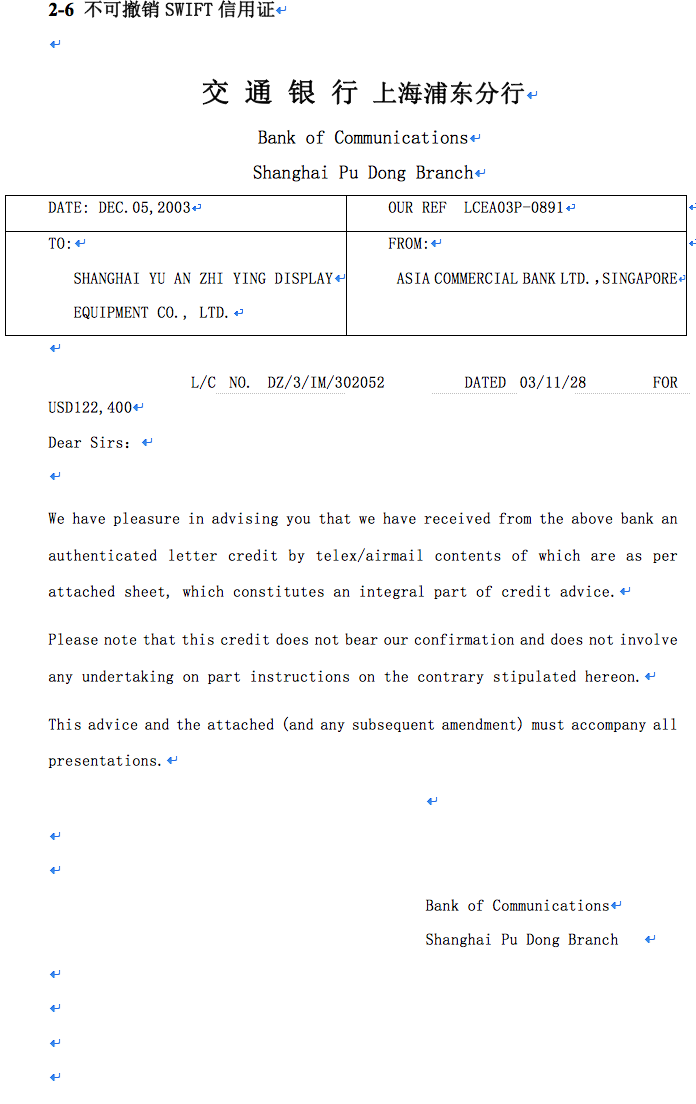 2-6 不可撤销 SWIFT 信用证
交 通 银 行 上海浦东分行
Bank of Communications
Shanghai Pu Dong Branch
DATE: DEC.05,2003
OUR REF LCEA03P-0891
TO:
SHANGHAI YU AN ZHI YING DISPLAY
EQUIPMENT CO., LTD.
FROM:
ASIA COMMERCIAL BANK LTD.,SINGAPORE
L/C NO. DZ/3/IM/302052 DATED 03/11/28 FOR
USD122,400
Dear Sirs:
We have pleasure in advising you that we have received from the above bank an
authenticated letter credit by telex/airmail contents of which are as per
attached sheet, which constitutes an integral part of credit advice.
Please note that this credit does not bear our confirmation and does not involve
any undertaking on part instructions on the contrary stipulated hereon.
This advice and the attached (and any subsequent amendment) must accompany all
presentations.
Bank of Communications
Shanghai Pu Dong Branch